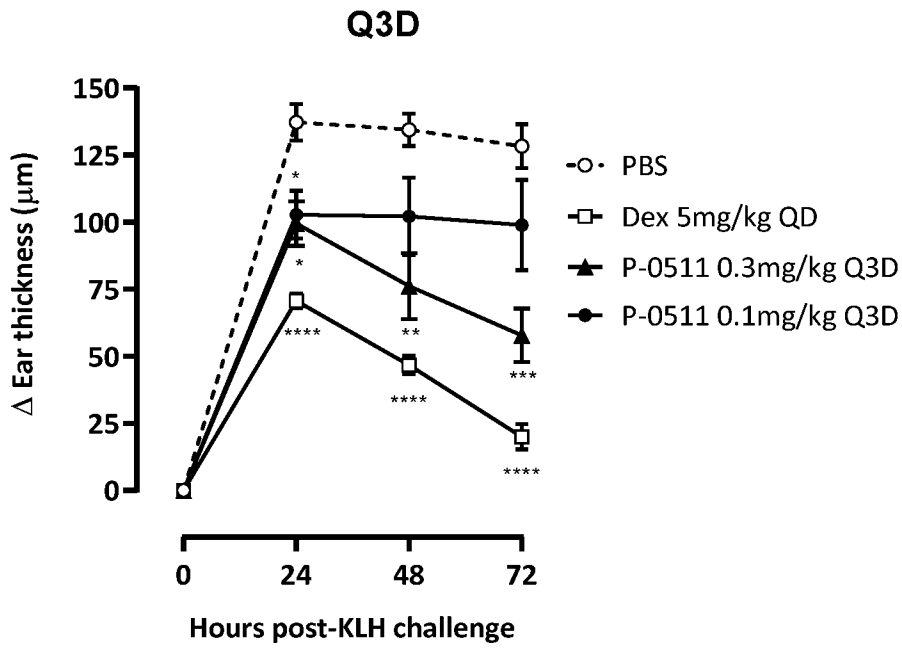 Q3D
150
125
100
75
50
25
0
Δ Ear thickness (μm)
*
*
****
**
****
***
****
PBS
Dex 5mg/kg QD
P-0511 0.3mg/kg Q3D
P-0511 0.1mg/kg Q3D
0 24 48 72
Hours post-KLH challenge